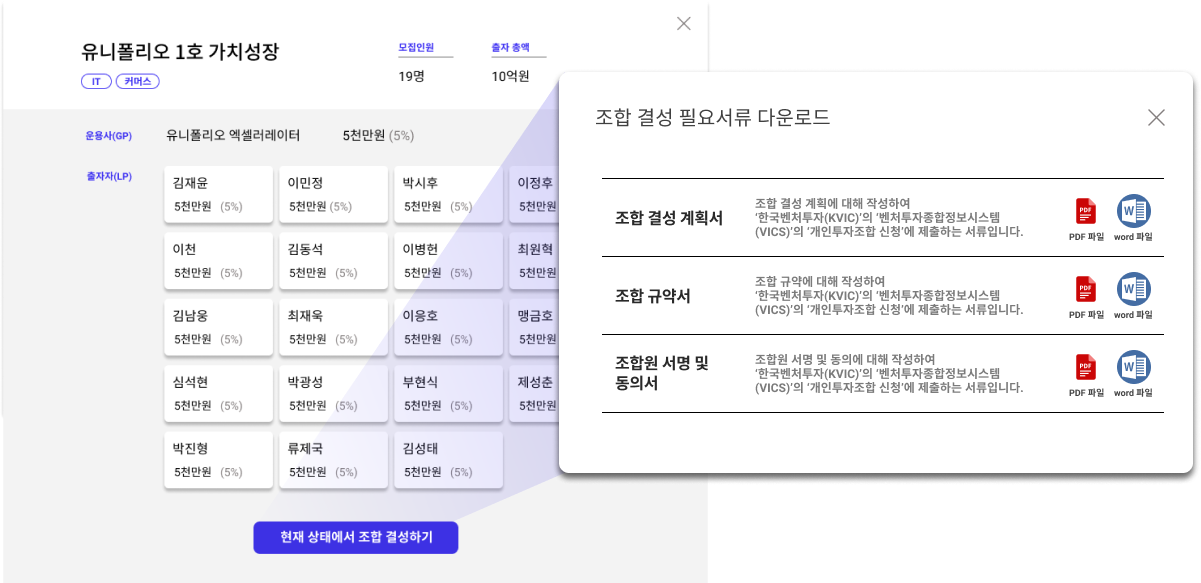 유니폴리오 1호 가치성장
IT 커머스
모집인원
19명
출자 총액
10억원
운용사(GP) 유니폴리오 엑셀러레이터 5천만원 (5%)
출자자(LP)
김재윤
5천만원 (5%)
이민정
5천만원 (5%)
박시후
5천만원 (5%)
이정후
5천만원
이천
5천만원 (5%)
김동석
5천만원 (5%)
이병헌
5천만원 (5%)
최원혁
5천만원
김남웅
5천만원 (5%)
최재욱
5천만원 (5%)
이응호
5천만원 (5%)
맹금호
5천만원
심석현
5천만원 (5%)
박광성
5천만원 (5%)
부현식
5천만원 (5%)
제성춘
5천만원
박진형
5천만원 (5%)
류제국
5천만원 (5%)
김성태
5천만원 (5%)
현재 상태에서 조합 결성하기
조합 결성 필요서류 다운로드
조합 결성 계획서
조합 결성 계획에 대해 작성하여
‘한국벤처투자(KVIC)’의 ‘벤처투자종합정보시스템
(VICS)’의 ‘개인투자조합 신청’에 제출하는 서류입니다.
PDF
PDF 파일
W
word 파일
조합 규약서
조합 규약에 대해 작성하여
‘한국벤처투자(KVIC)’의 ‘벤처투자종합정보시스템
(VICS)’의 ‘개인투자조합 신청’에 제출하는 서류입니다.
PDF
PDF 파일
W
word 파일
조합원 서명 및
동의서
조합원 서명 및 동의에 대해 작성하여
‘한국벤처투자(KVIC)’의 ‘벤처투자종합정보시스템
(VICS)’의 ‘개인투자조합 신청’에 제출하는 서류입니다.
PDF
PDF 파일
W
word 파일